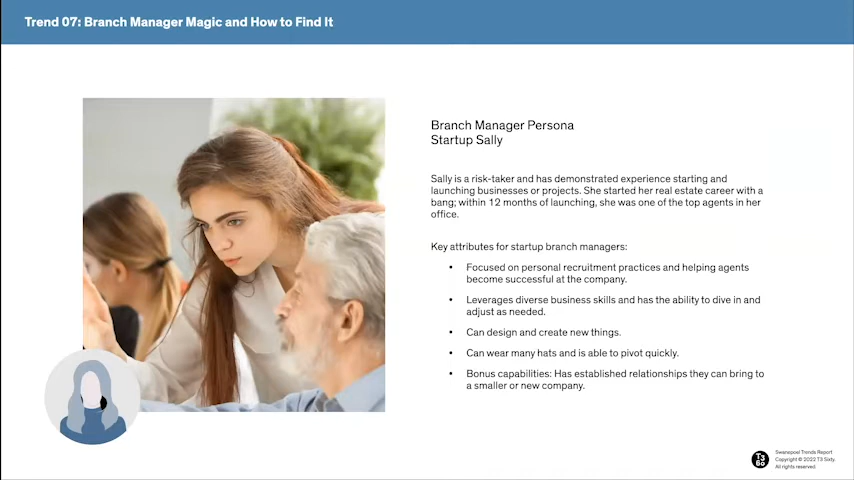 Trend 07: Branch Manager Magic and How to Find It
Branch Manager Persona
Startup Sally
Sally is a risk-taker and has demonstrated experience starting and
launching businesses or projects. She started her real estate career with a
bang; within 12 months of launching, she was one of the top agents in her
office.
Key attributes for startup branch managers:
• Focused on personal recruitment practices and helping agents
become successful at the company.
• Leverages diverse business skills and has the ability to dive in and
adjust as needed.
• Can design and create new things.
• Can wear many hats and is able to pivot quickly.
• Bonus capabilities: Has established relationships they can bring to
a smaller or new company.
T3
60
Swanepoel Trends Report
Copyright © 2022 T3 Sixty.
All rights reserved.